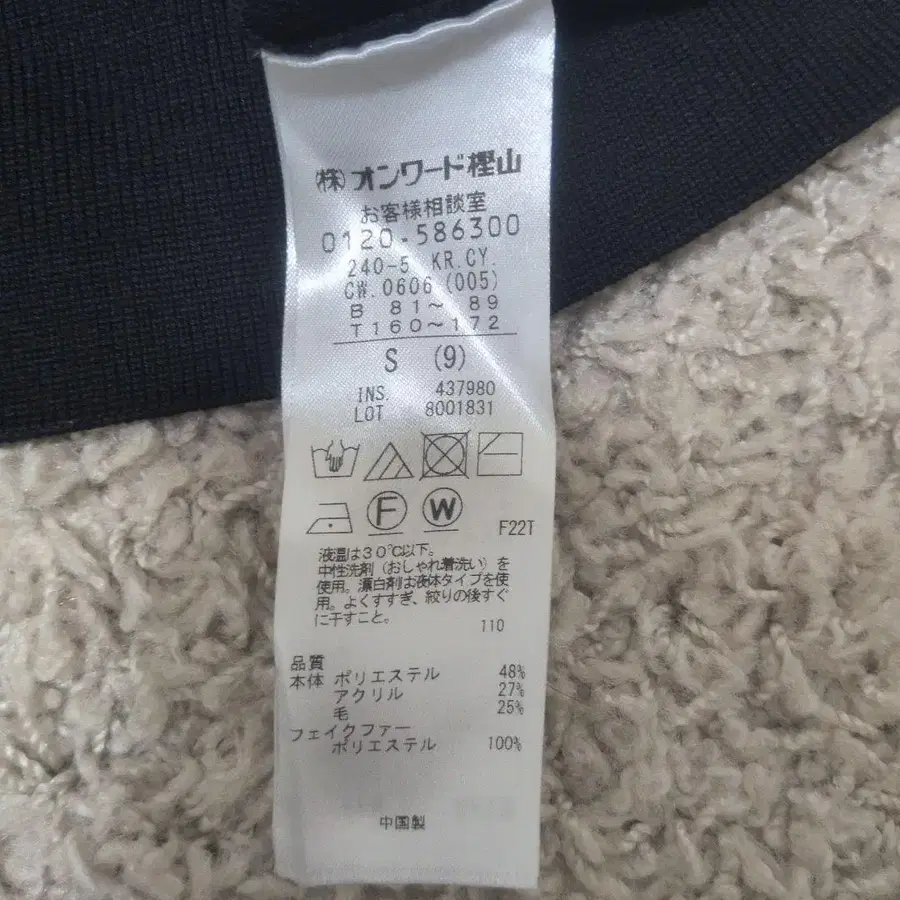 (株)オンワード樫山
お客様相談室
0120-586300
240-5 KR.CY.
CW.0606 (005)
B 81〜 89
T160〜172
S (9)
INS. 437980
LOT 8001831
F W
F22T
液温は30℃以下。
中性洗剤(おしゃれ着洗い)を
使用。漂白剤は液体タイプを使
用。よくすすぎ、絞りの後すぐ
に干すこと。
110
品質
本体 ポリエステル 48%
アクリル 27%
毛 25%
フェイクファー
ポリエステル 100%
中国製